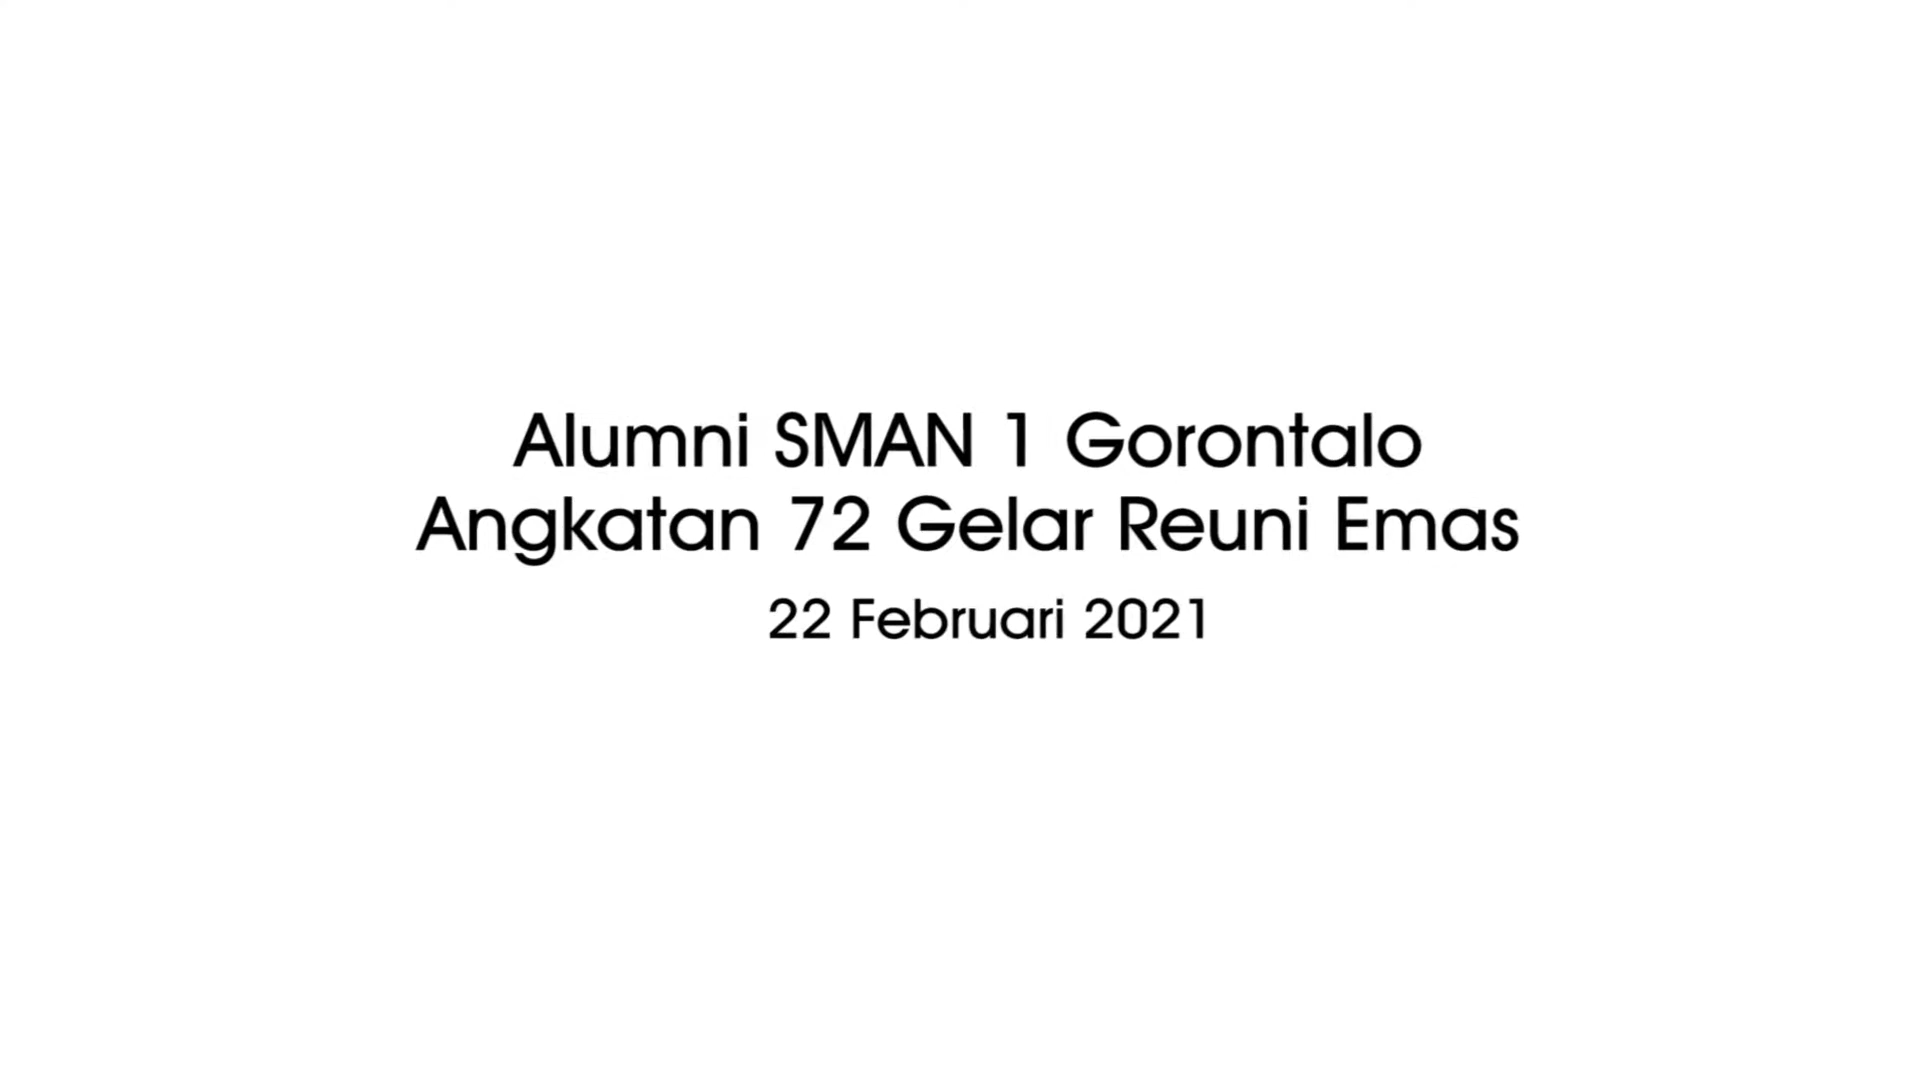 Alumni SMAN 1 Gorontalo
Angkatan 72 Gelar Reuni Emas
22 Februari 2021